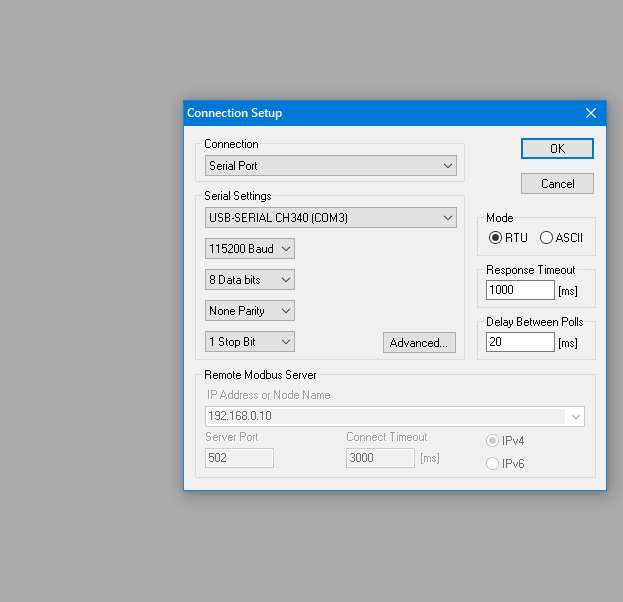 Connection Setup
Connection
Serial Port
OK
Cancel
Serial Settings
USB-SERIAL CH340 (COM3)
115200 Baud
8 Data bits
None Parity
1 Stop Bit
Advanced...
Mode
RTU
ASCII
Response Timeout
1000 [ms]
Delay Between Polls
20 [ms]
Remote Modbus Server
IP Address or Node Name
192.168.0.10
Server Port
Connect Timeout
502
3000 [ms]
IPv4
IPv6